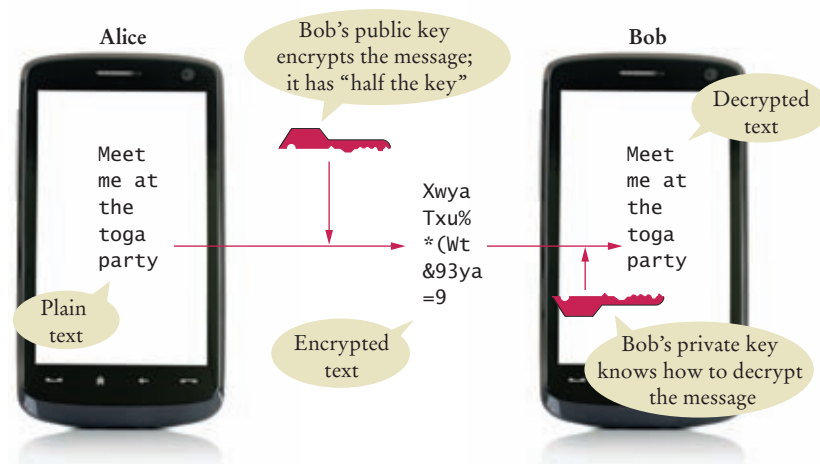 Alice
Bob’s public key
encrypts the message;
it has “half the key”
Bob
Decrypted
text
Meet
me at
the
toga
party
Xwya
Txu%
*(Wt
&93ya
=9
Meet
me at
the
toga
party
Plain
text
Encrypted
text
Bob’s private key
knows how to decrypt
the message